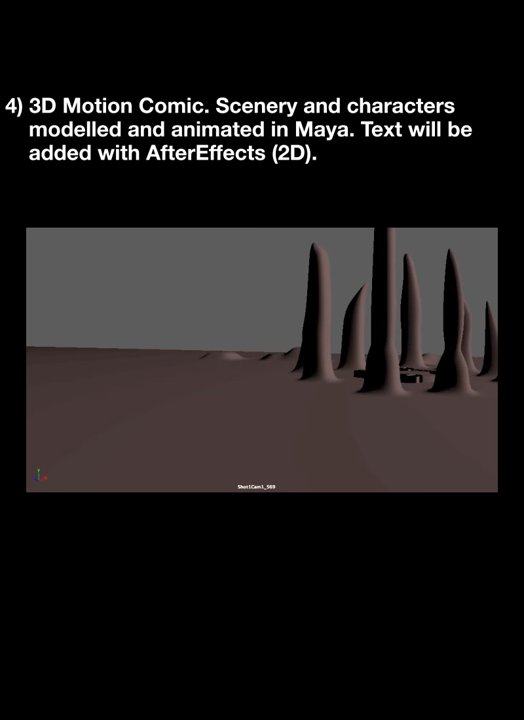 4) 3D Motion Comic. Scenery and characters
modelled and animated in Maya. Text will be
added with AfterEffects (2D).
Shot1Cam1_S09